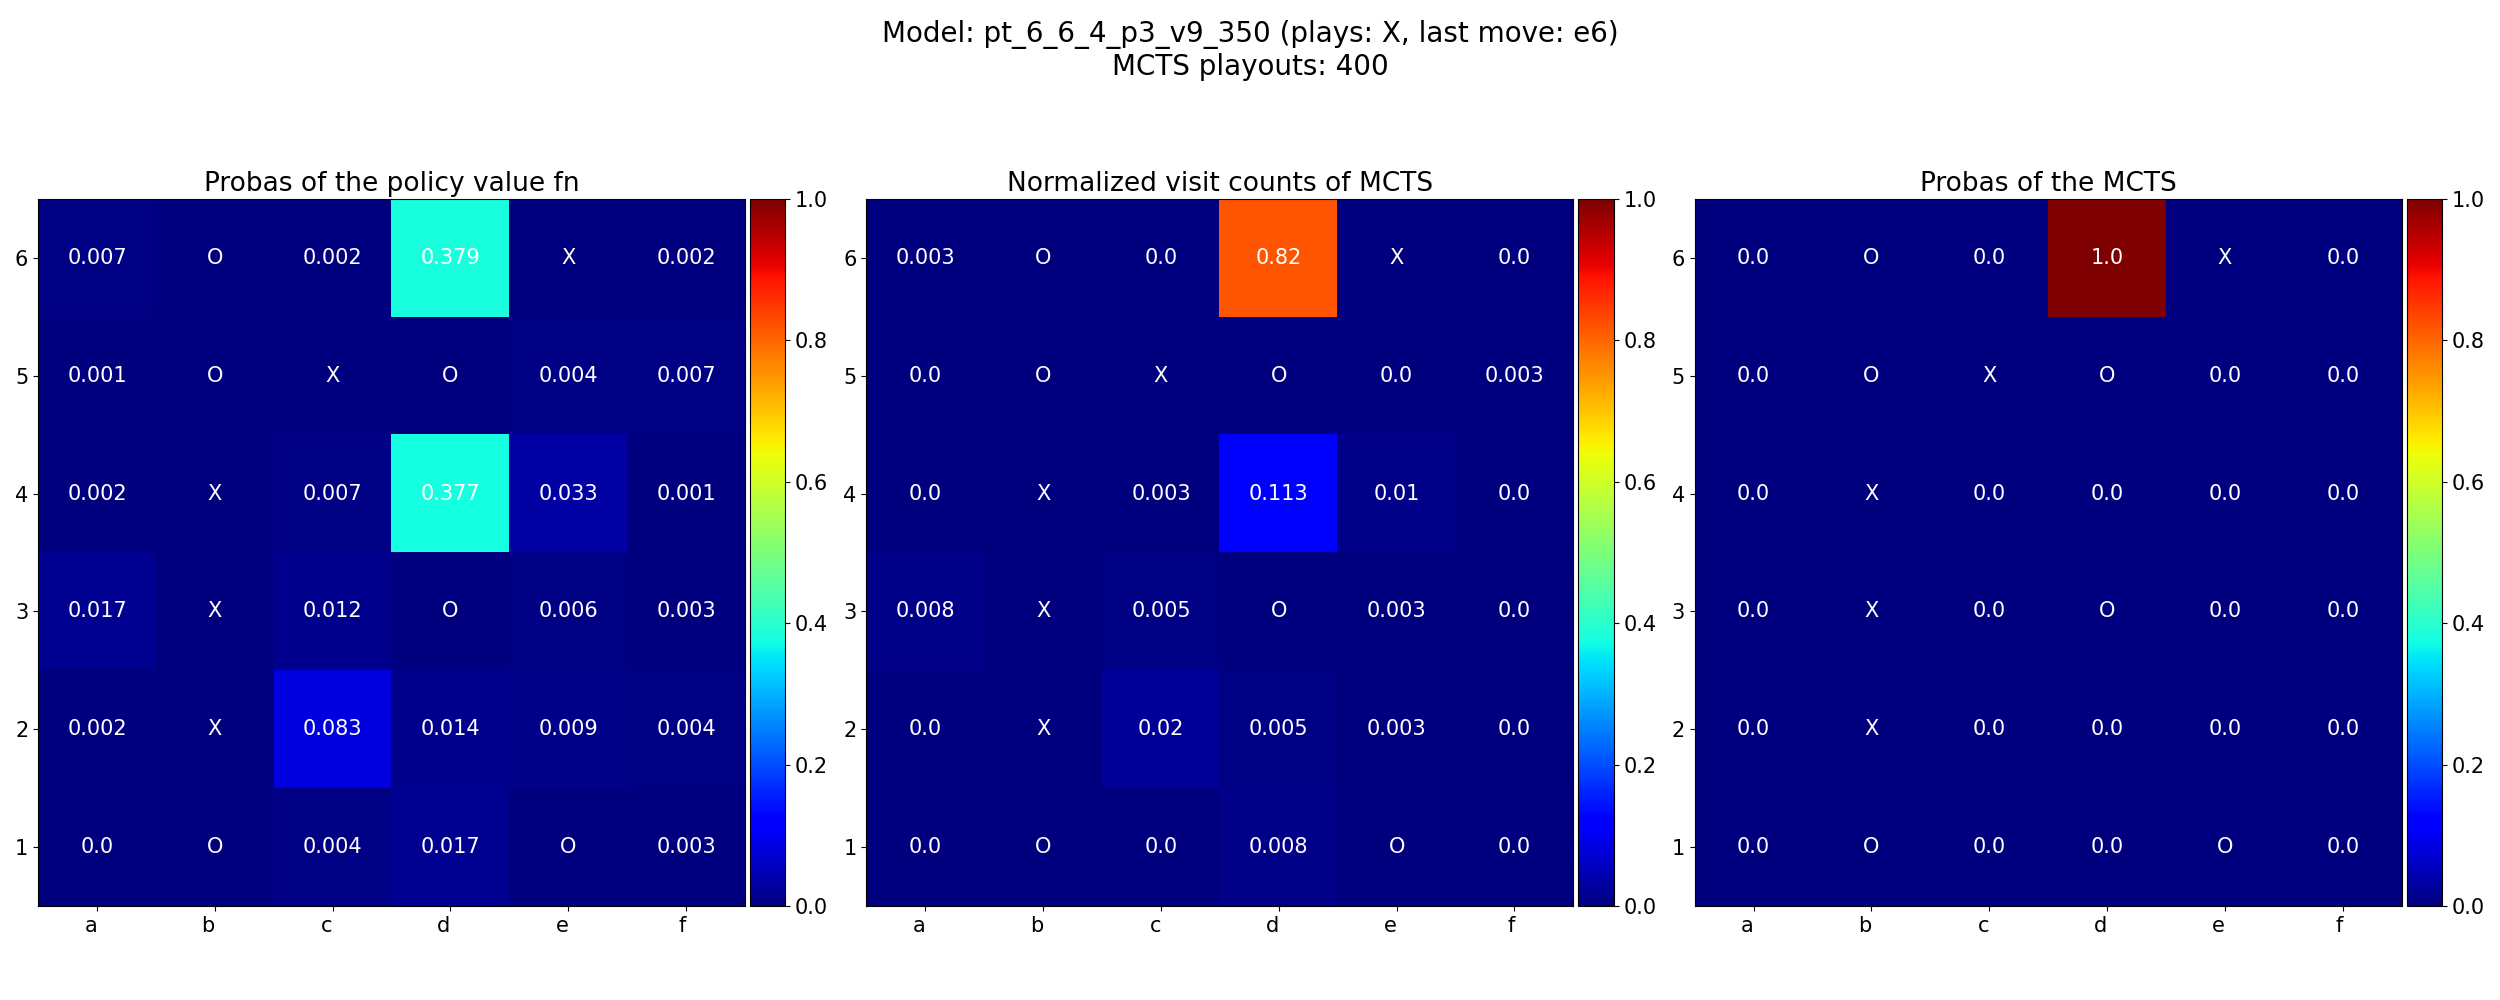 Model: pt_6_6_4_p3_v9_350 (plays: X, last move: e6)
MCTS playouts: 400
Probas of the policy value fn
6 0.007 O 0.002 0.379 X 0.002
5 0.001 O X O 0.004 0.007
4 0.002 X 0.007 0.377 0.033 0.001
3 0.017 X 0.012 O 0.006 0.003
2 0.002 X 0.083 0.014 0.009 0.004
1 0.0 O 0.004 0.017 O 0.003
a b c d e f
1.0
0.8
0.6
0.4
0.2
0.0
Normalized visit counts of MCTS
6 0.003 O 0.0 0.82 X 0.0
5 0.0 O X O 0.0 0.003
4 0.0 X 0.003 0.113 0.01 0.0
3 0.008 X 0.005 O 0.003 0.0
2 0.0 X 0.02 0.005 0.003 0.0
1 0.0 O 0.0 0.008 O 0.0
a b c d e f
1.0
0.8
0.6
0.4
0.2
0.0
Probas of the MCTS
6 0.0 O 0.0 1.0 X 0.0
5 0.0 O X O 0.0 0.0
4 0.0 X 0.0 0.0 0.0 0.0
3 0.0 X 0.0 O 0.0 0.0
2 0.0 X 0.0 0.0 0.0 0.0
1 0.0 O 0.0 0.0 O 0.0
a b c d e f
1.0
0.8
0.6
0.4
0.2
0.0